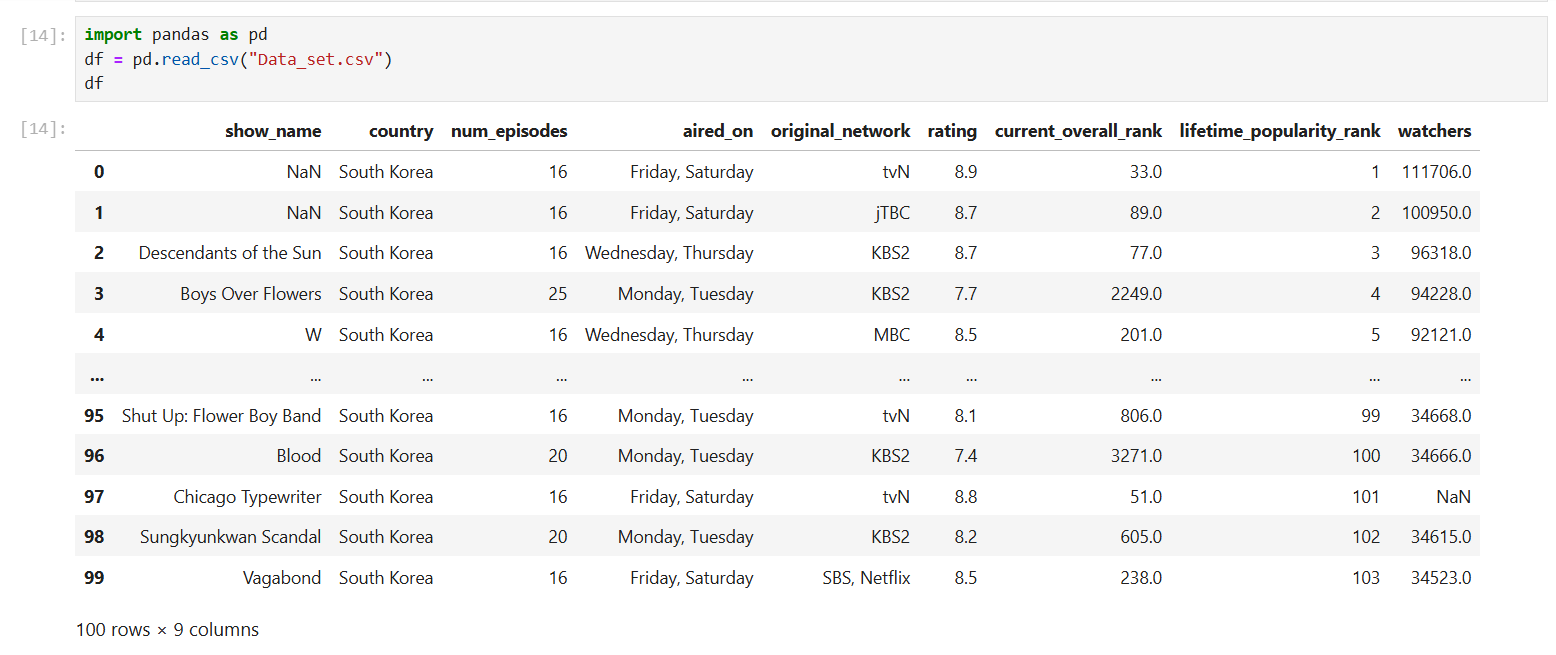 [14]: import pandas as pd
df = pd.read_csv("Data_set.csv")
df
[14]: show_name country num_episodes aired_on original_network rating current_overall_rank lifetime_popularity_rank watchers
0 NaN South Korea 16 Friday, Saturday tvN 8.9 33.0 1 111706.0
1 NaN South Korea 16 Friday, Saturday jTBC 8.7 89.0 2 100950.0
2 Descendants of the Sun South Korea 16 Wednesday, Thursday KBS2 8.7 77.0 3 96318.0
3 Boys Over Flowers South Korea 25 Monday, Tuesday KBS2 7.7 2249.0 4 94228.0
4 W South Korea 16 Wednesday, Thursday MBC 8.5 201.0 5 92121.0
... ... ... ... ... ... ... ... ... ...
95 Shut Up: Flower Boy Band South Korea 16 Monday, Tuesday tvN 8.1 806.0 99 34668.0
96 Blood South Korea 20 Monday, Tuesday KBS2 7.4 3271.0 100 34666.0
97 Chicago Typewriter South Korea 16 Friday, Saturday tvN 8.8 51.0 101 NaN
98 Sungkyunkwan Scandal South Korea 20 Monday, Tuesday KBS2 8.2 605.0 102 34615.0
99 Vagabond South Korea 16 Friday, Saturday SBS, Netflix 8.5 238.0 103 34523.0
100 rows × 9 columns